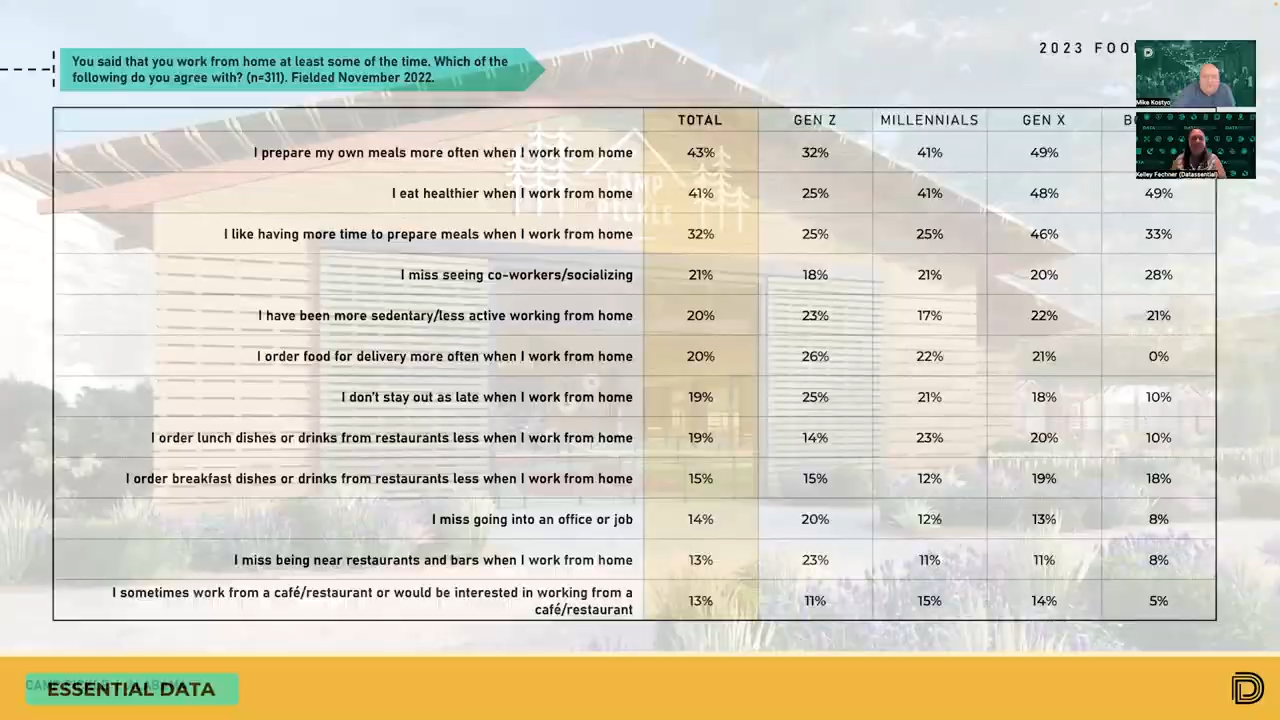 You said that you work from home at least some of the time. Which of the
following do you agree with? (n=311). Fielded November 2022.
2023 FOO
Mike Kostyo
Kelley Fechner (Datassential)
TOTAL GEN Z MILLENNIALS GEN X
I prepare my own meals more often when I work from home 43% 32% 41% 49%
I eat healthier when I work from home 41% 25% 41% 48% 49%
I like having more time to prepare meals when I work from home 32% 25% 25% 46% 33%
I miss seeing co-workers/socializing 21% 18% 21% 20% 28%
I have been more sedentary/less active working from home 20% 23% 17% 22% 21%
I order food for delivery more often when I work from home 20% 26% 22% 21% 0%
I don't stay out as late when I work from home 19% 25% 21% 18% 10%
I order lunch dishes or drinks from restaurants less when I work from home 19% 14% 23% 20% 10%
I order breakfast dishes or drinks from restaurants less when I work from home 15% 15% 12% 19% 18%
I miss going into an office or job 14% 20% 12% 13% 8%
I miss being near restaurants and bars when I work from home 13% 23% 11% 11% 8%
I sometimes work from a café/restaurant or would be interested in working from a
café/restaurant 13% 11% 15% 14% 5%
CAMP PICKLE
ESSENTIAL DATA